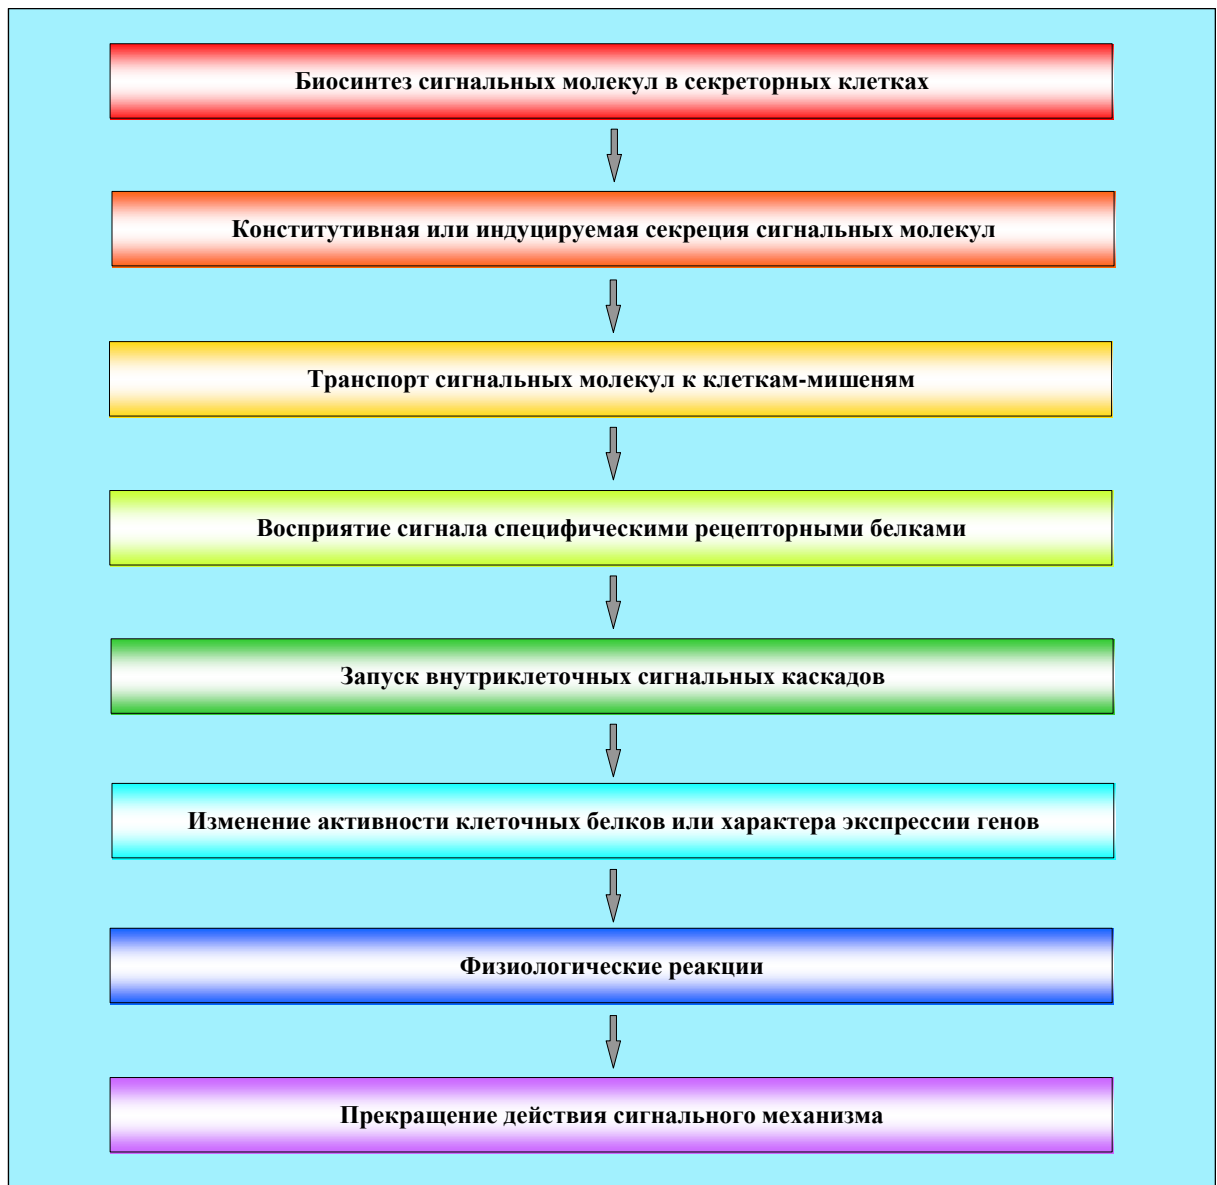 Биосинтез сигнальных молекул в секреторных клетках
Конститутивная или индуцируемая секреция сигнальных молекул
Транспорт сигнальных молекул к клеткам-мишеням
Восприятие сигнала специфическими рецепторными белками
Запуск внутриклеточных сигнальных каскадов
Изменение активности клеточных белков или характера экспрессии генов
Физиологические реакции
Прекращение действия сигнального механизма